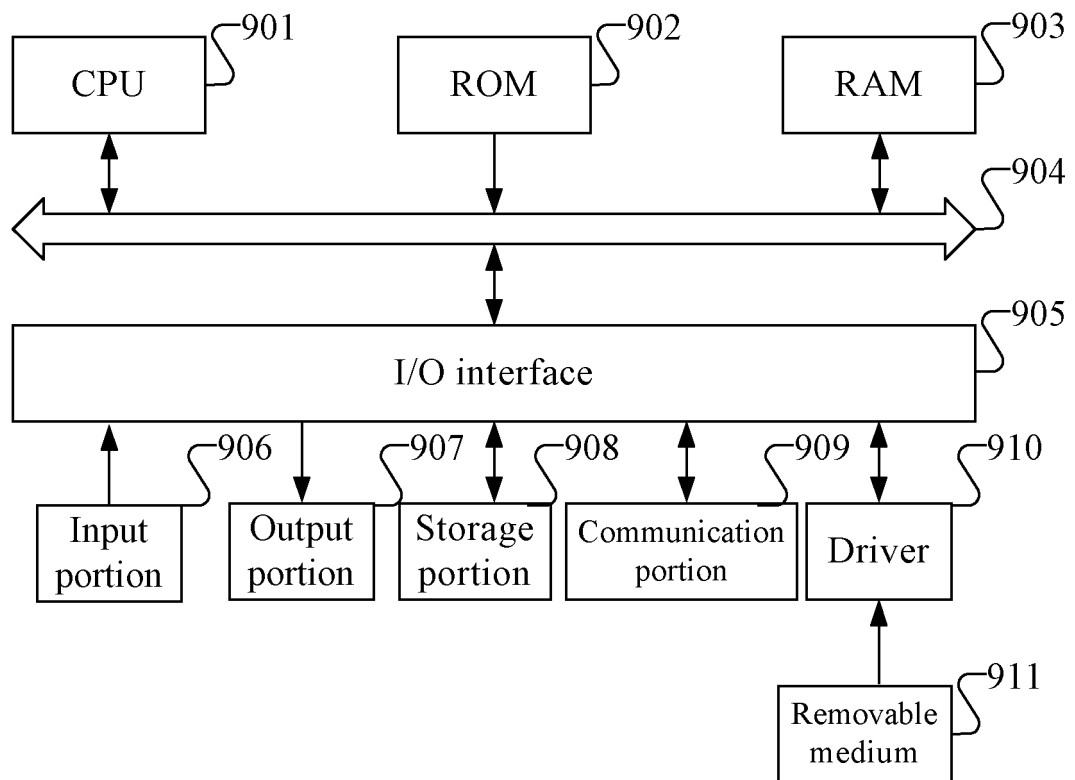 901
902
903
CPU
ROM
RAM
904
905
I/O interface
906
907
908
909
910
Input
portion
Output
portion
Storage
portion
Communication
portion
Driver
911
Removable
medium